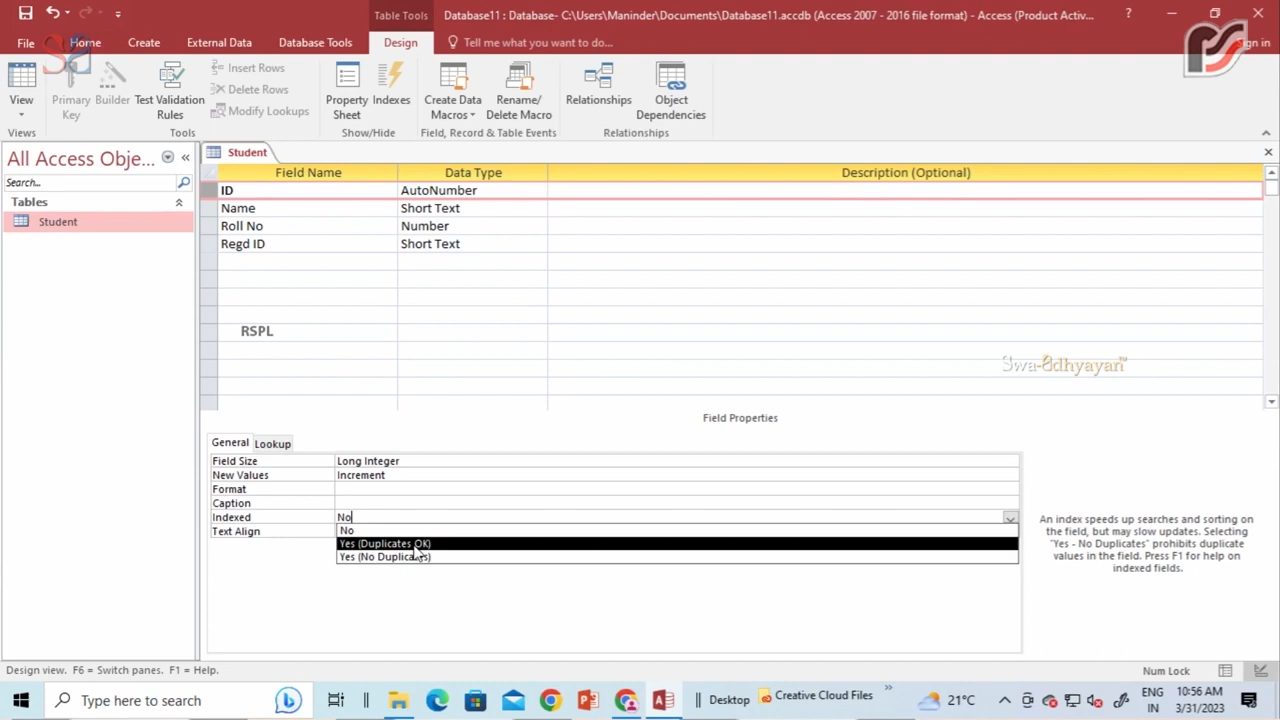 Table Tools
Database11 : Database- C:\Users\Maninder\Documents\Database11.accdb (Access 2007 - 2016 file format) - Access (Product Activ...
?
File
Home
Create
External Data
Database Tools
Design
Tell me what you want to do...
Sign in
View
Primary Key
Builder
Test Validation Rules
Insert Rows
Delete Rows
Modify Lookups
Property Sheet
Indexes
Create Data Macros
Rename/ Delete Macro
Relationships
Object Dependencies
Views
Tools
Show/Hide
Field, Record & Table Events
Relationships
All Access Obje...
Search...
Tables
Student
Student
Field Name Data Type Description (Optional)
ID AutoNumber
Name Short Text
Roll No Number
Regd ID Short Text
RSPL
Swa-adhyayan™
Field Properties
General Lookup
Field Size Long Integer
New Values Increment
Format
Caption
Indexed No
Text Align No
Yes (Duplicates OK)
Yes (No Duplicates)
An index speeds up searches and sorting on
the field, but may slow updates. Selecting
"Yes - No Duplicates" prohibits duplicate
values in the field. Press F1 for help on
indexed fields.
Design view. F6 = Switch panes. F1 = Help.
Num Lock
Type here to search
Desktop
Creative Cloud Files
21°C
ENG
IN
10:56 AM
3/31/2023